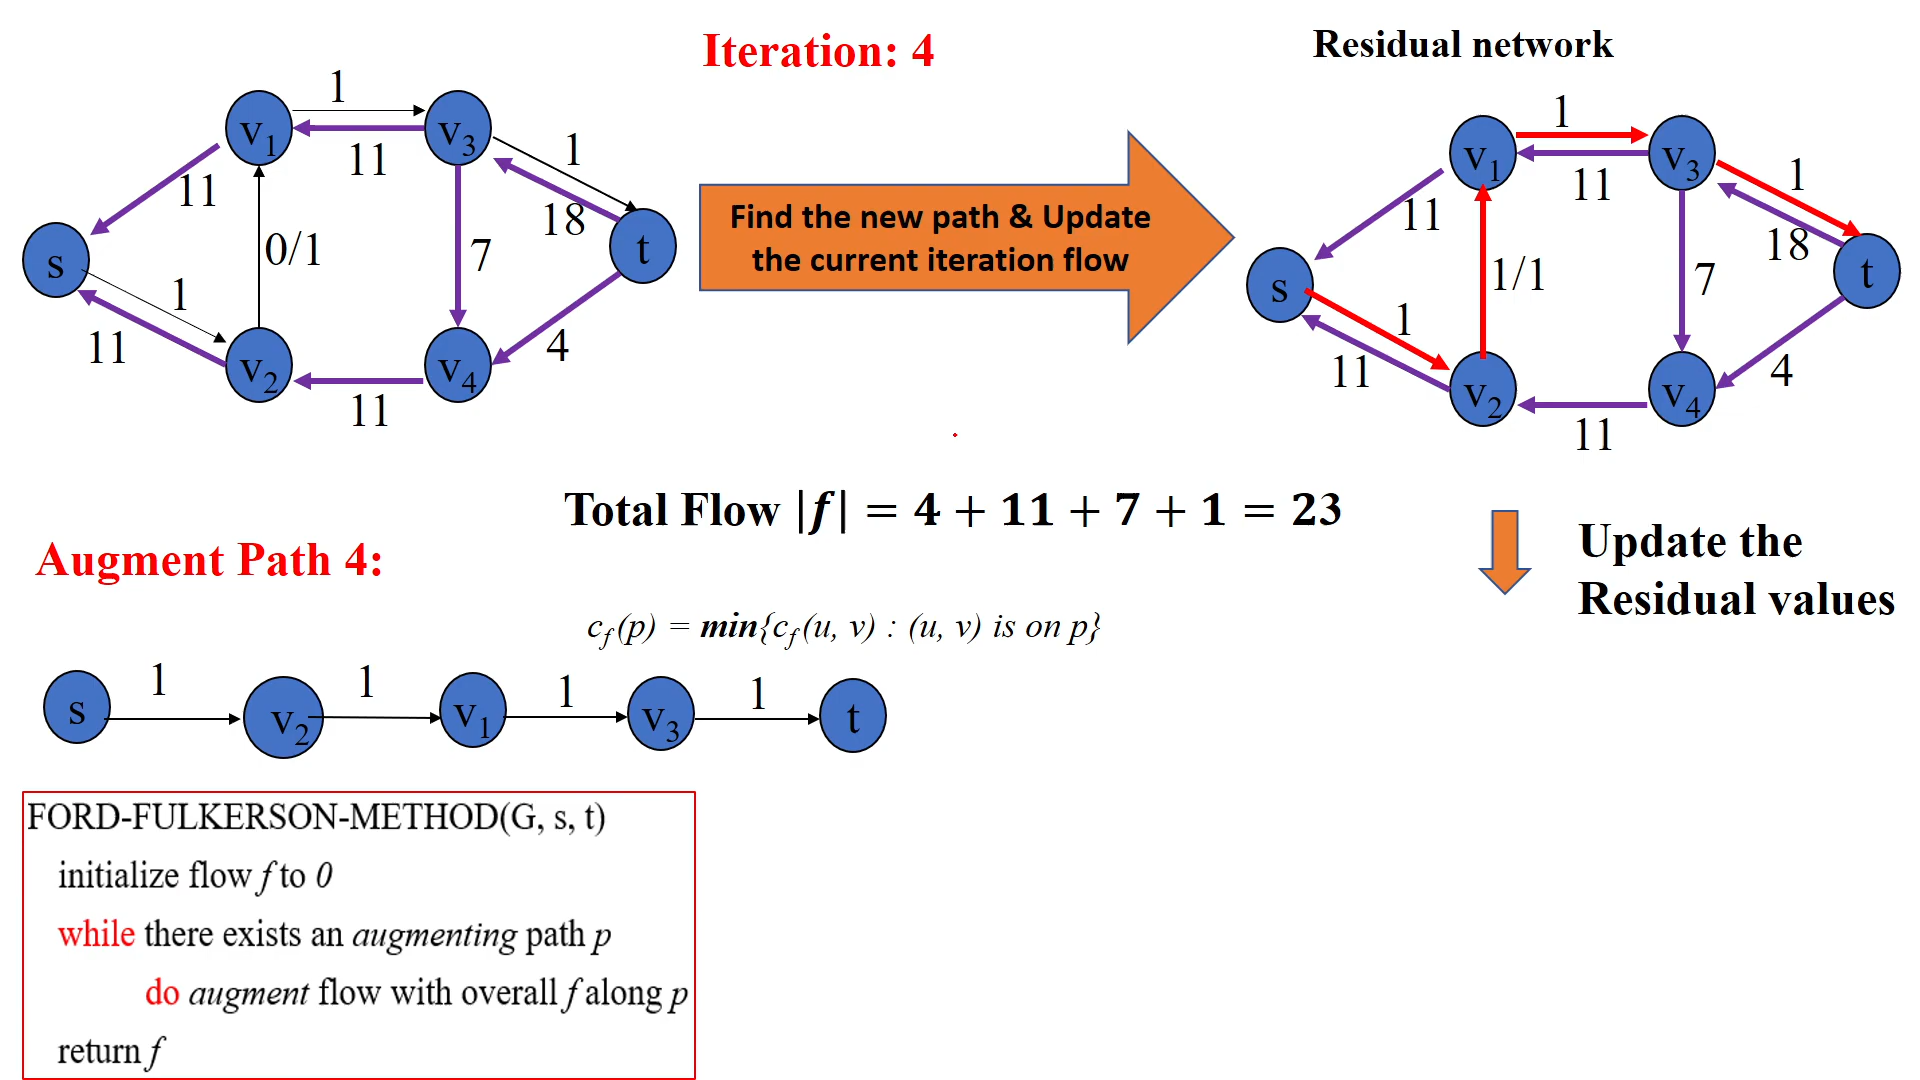 Iteration: 4
Residual network
1
v1
v3
11
1
11
18
s
0/1
7
t
1
11
v2
v4
4
11
Find the new path & Update
the current iteration flow
1
v1
v3
11
1
11
18
s
1/1
7
t
1
11
v2
v4
4
11
Total Flow |f| = 4 + 11 + 7 + 1 = 23
Update the
Residual values
Augment Path 4:
cf(p) = min{cf(u, v) : (u, v) is on p}
s 1 v2 1 v1 1 v3 1 t
FORD-FULKERSON-METHOD(G, s, t)
initialize flow f to 0
while there exists an augmenting path p
do augment flow with overall f along p
return f